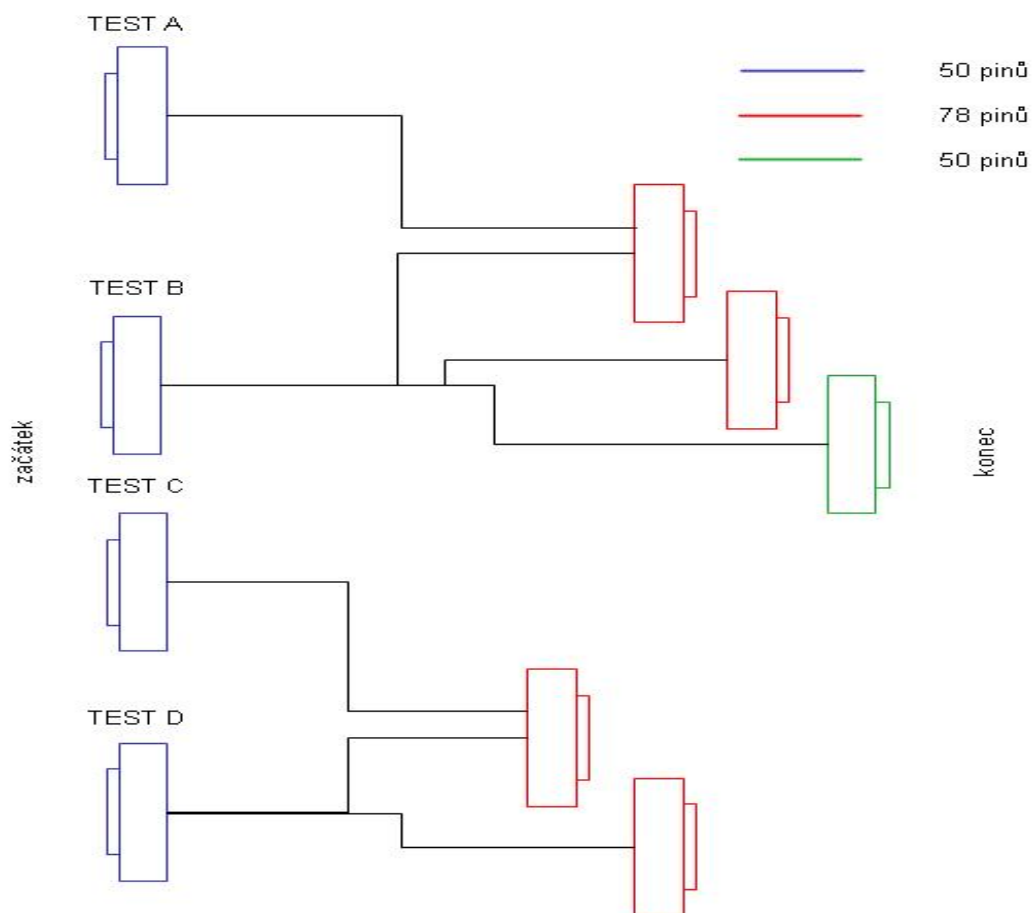 TEST A
50 pinů
78 pinů
50 pinů
TEST B
začátek
konec
TEST C
TEST D